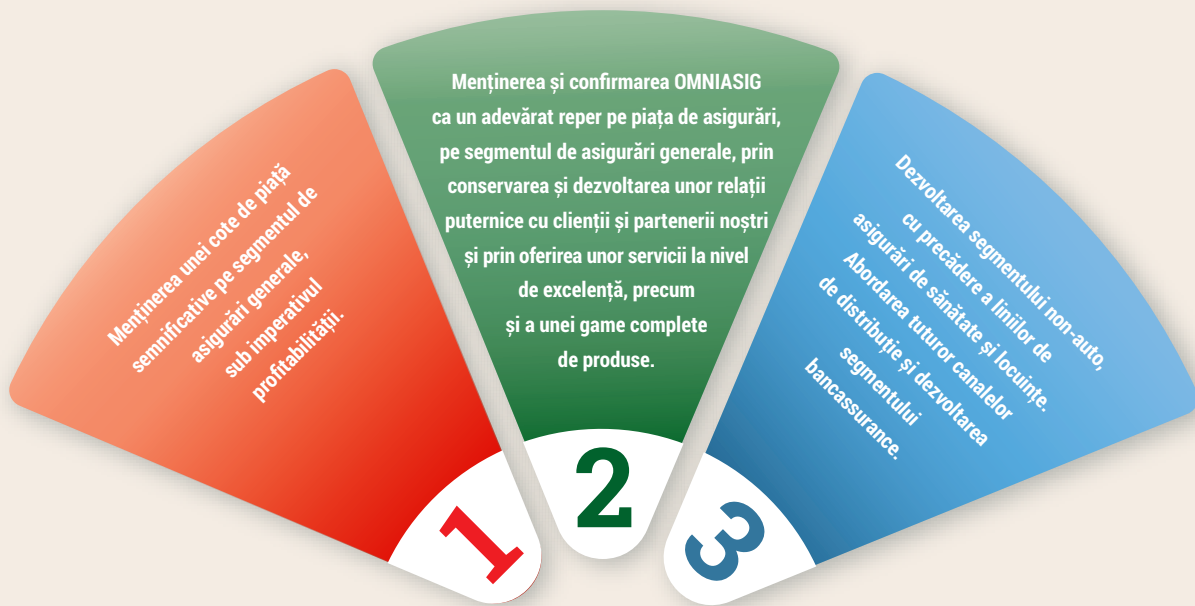 Menținerea unei cote de piață
semnificative pe segmentul de
asigurări generale,
sub imperativul
profitabilității.
1
Menținerea și confirmarea OMNIASIG
ca un adevărat reper pe piața de asigurări,
pe segmentul de asigurări generale, prin
conservarea și dezvoltarea unor relații
puternice cu clienții și partenerii noștri
și prin oferirea unor servicii la nivel
de excelență, precum
și a unei game complete
de produse.
2
Dezvoltarea segmentului non-auto,
cu precădere a liniilor de
asigurări de sănătate și locuințe.
Abordarea tuturor canalelor
de distribuție și dezvoltarea
segmentului
bancassurance.
3